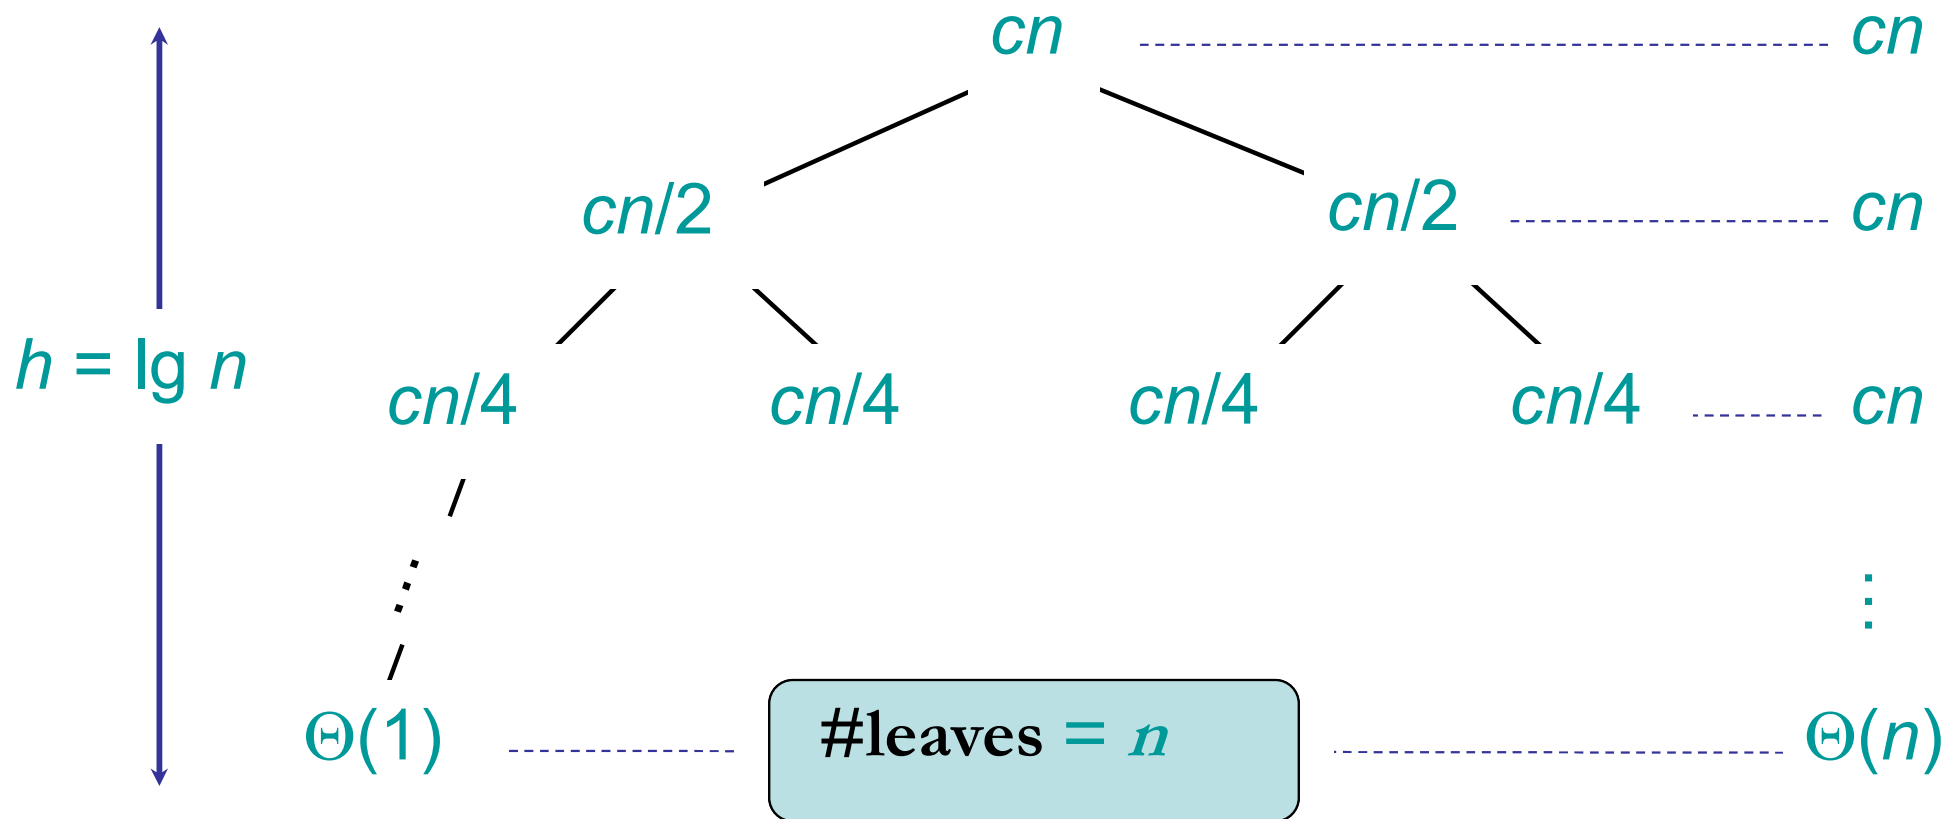 cn cn
cn/2 cn/2 cn
h = lg n
cn/4 cn/4 cn/4 cn/4 cn
Θ(1) #leaves = n Θ(n)